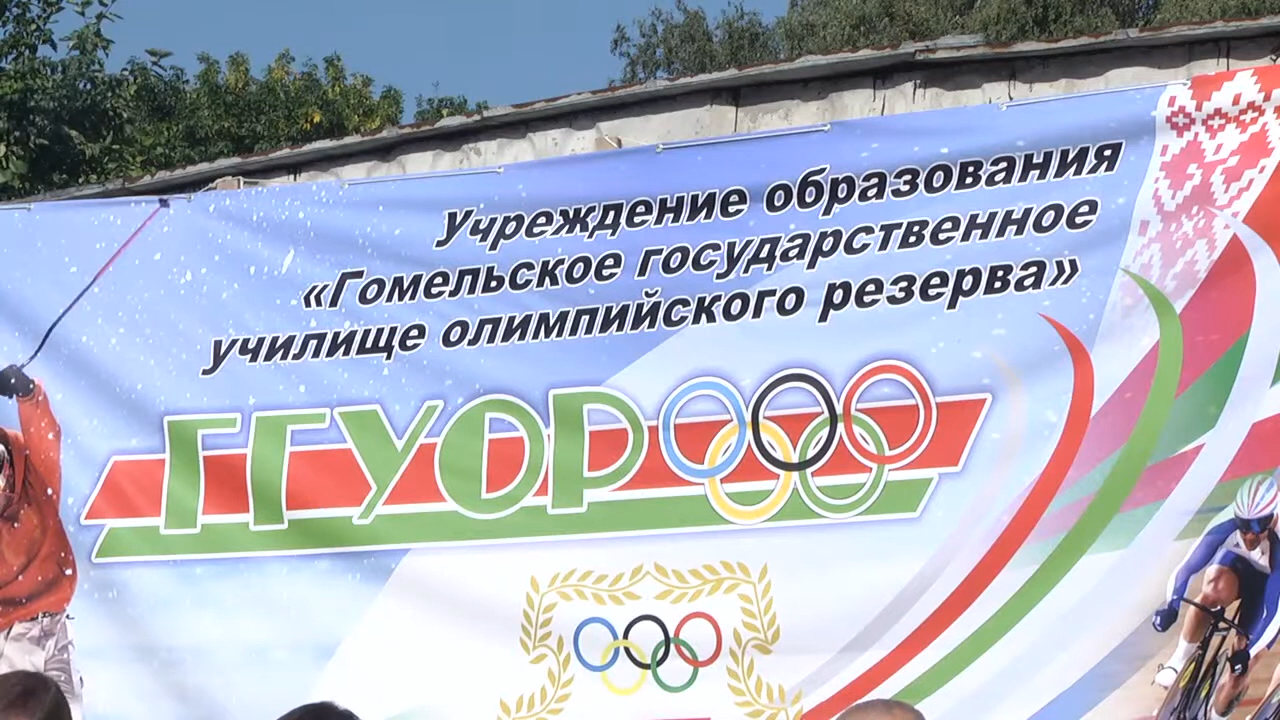 Учреждение образования
«Гомельское государственное
училище олимпийского резерва»
ГГУОР